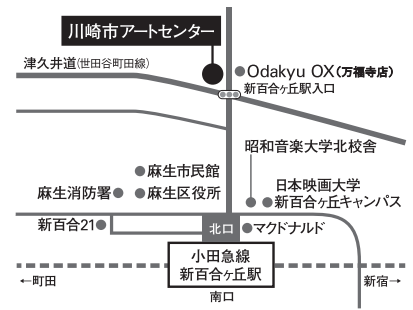 川崎市アートセンター
津久井道(世田谷町田線)
Odakyu OX(万福寺店)
新百合ヶ丘駅入口
昭和音楽大学北校舎
麻生市民館
日本映画大学
新百合ヶ丘キャンパス
麻生消防署
麻生区役所
新百合21
北口
マクドナルド
小田急線
新百合ヶ丘駅
←町田
南口
新宿→